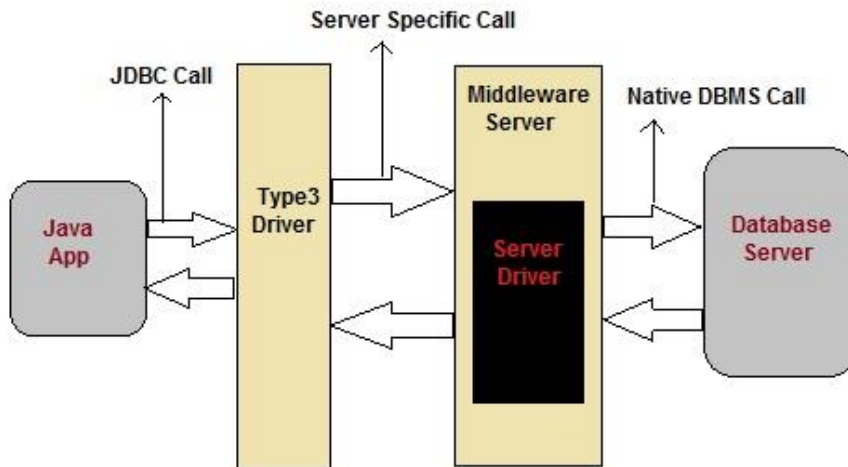 Server Specific Call
JDBC Call
Middleware
Server
Native DBMS Call
Type3
Driver
Java
App
Server
Driver
Database
Server